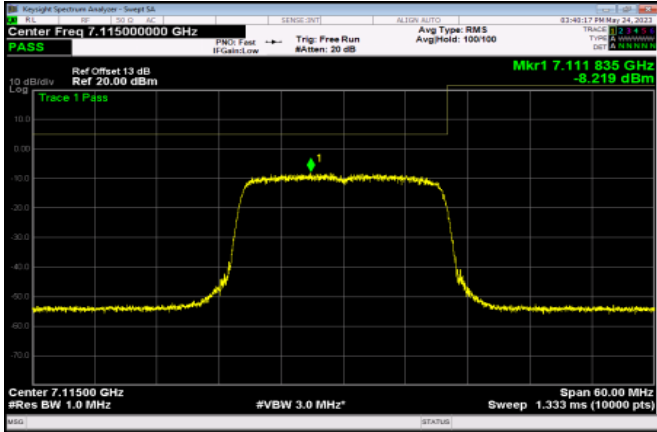 Keysight Spectrum Analyzer - Swept SA
RL RF 50 Ω AC SENSE:INT ALIGN AUTO 03:40:17 PM May 24, 2023
Center Freq 7.115000000 GHz
PASS
PNO: Fast
IFGain:Low
Trig: Free Run
#Atten: 20 dB
Avg Type: RMS
Avg|Hold: 100/100
TRACE 1 2 3 4 5 6
TYPE A WWWWW
DET A N N N N N
Mkr1 7.111 835 GHz
-8.219 dBm
10 dB/div
Log
Ref Offset 13 dB
Ref 20.00 dBm
Trace 1 Pass
1
10.0
0.00
-10.0
-20.0
-30.0
-40.0
-50.0
-60.0
-70.0
Center 7.11500 GHz
#Res BW 1.0 MHz
#VBW 3.0 MHz*
Span 60.00 MHz
Sweep 1.333 ms (10000 pts)
MSG
STATUS